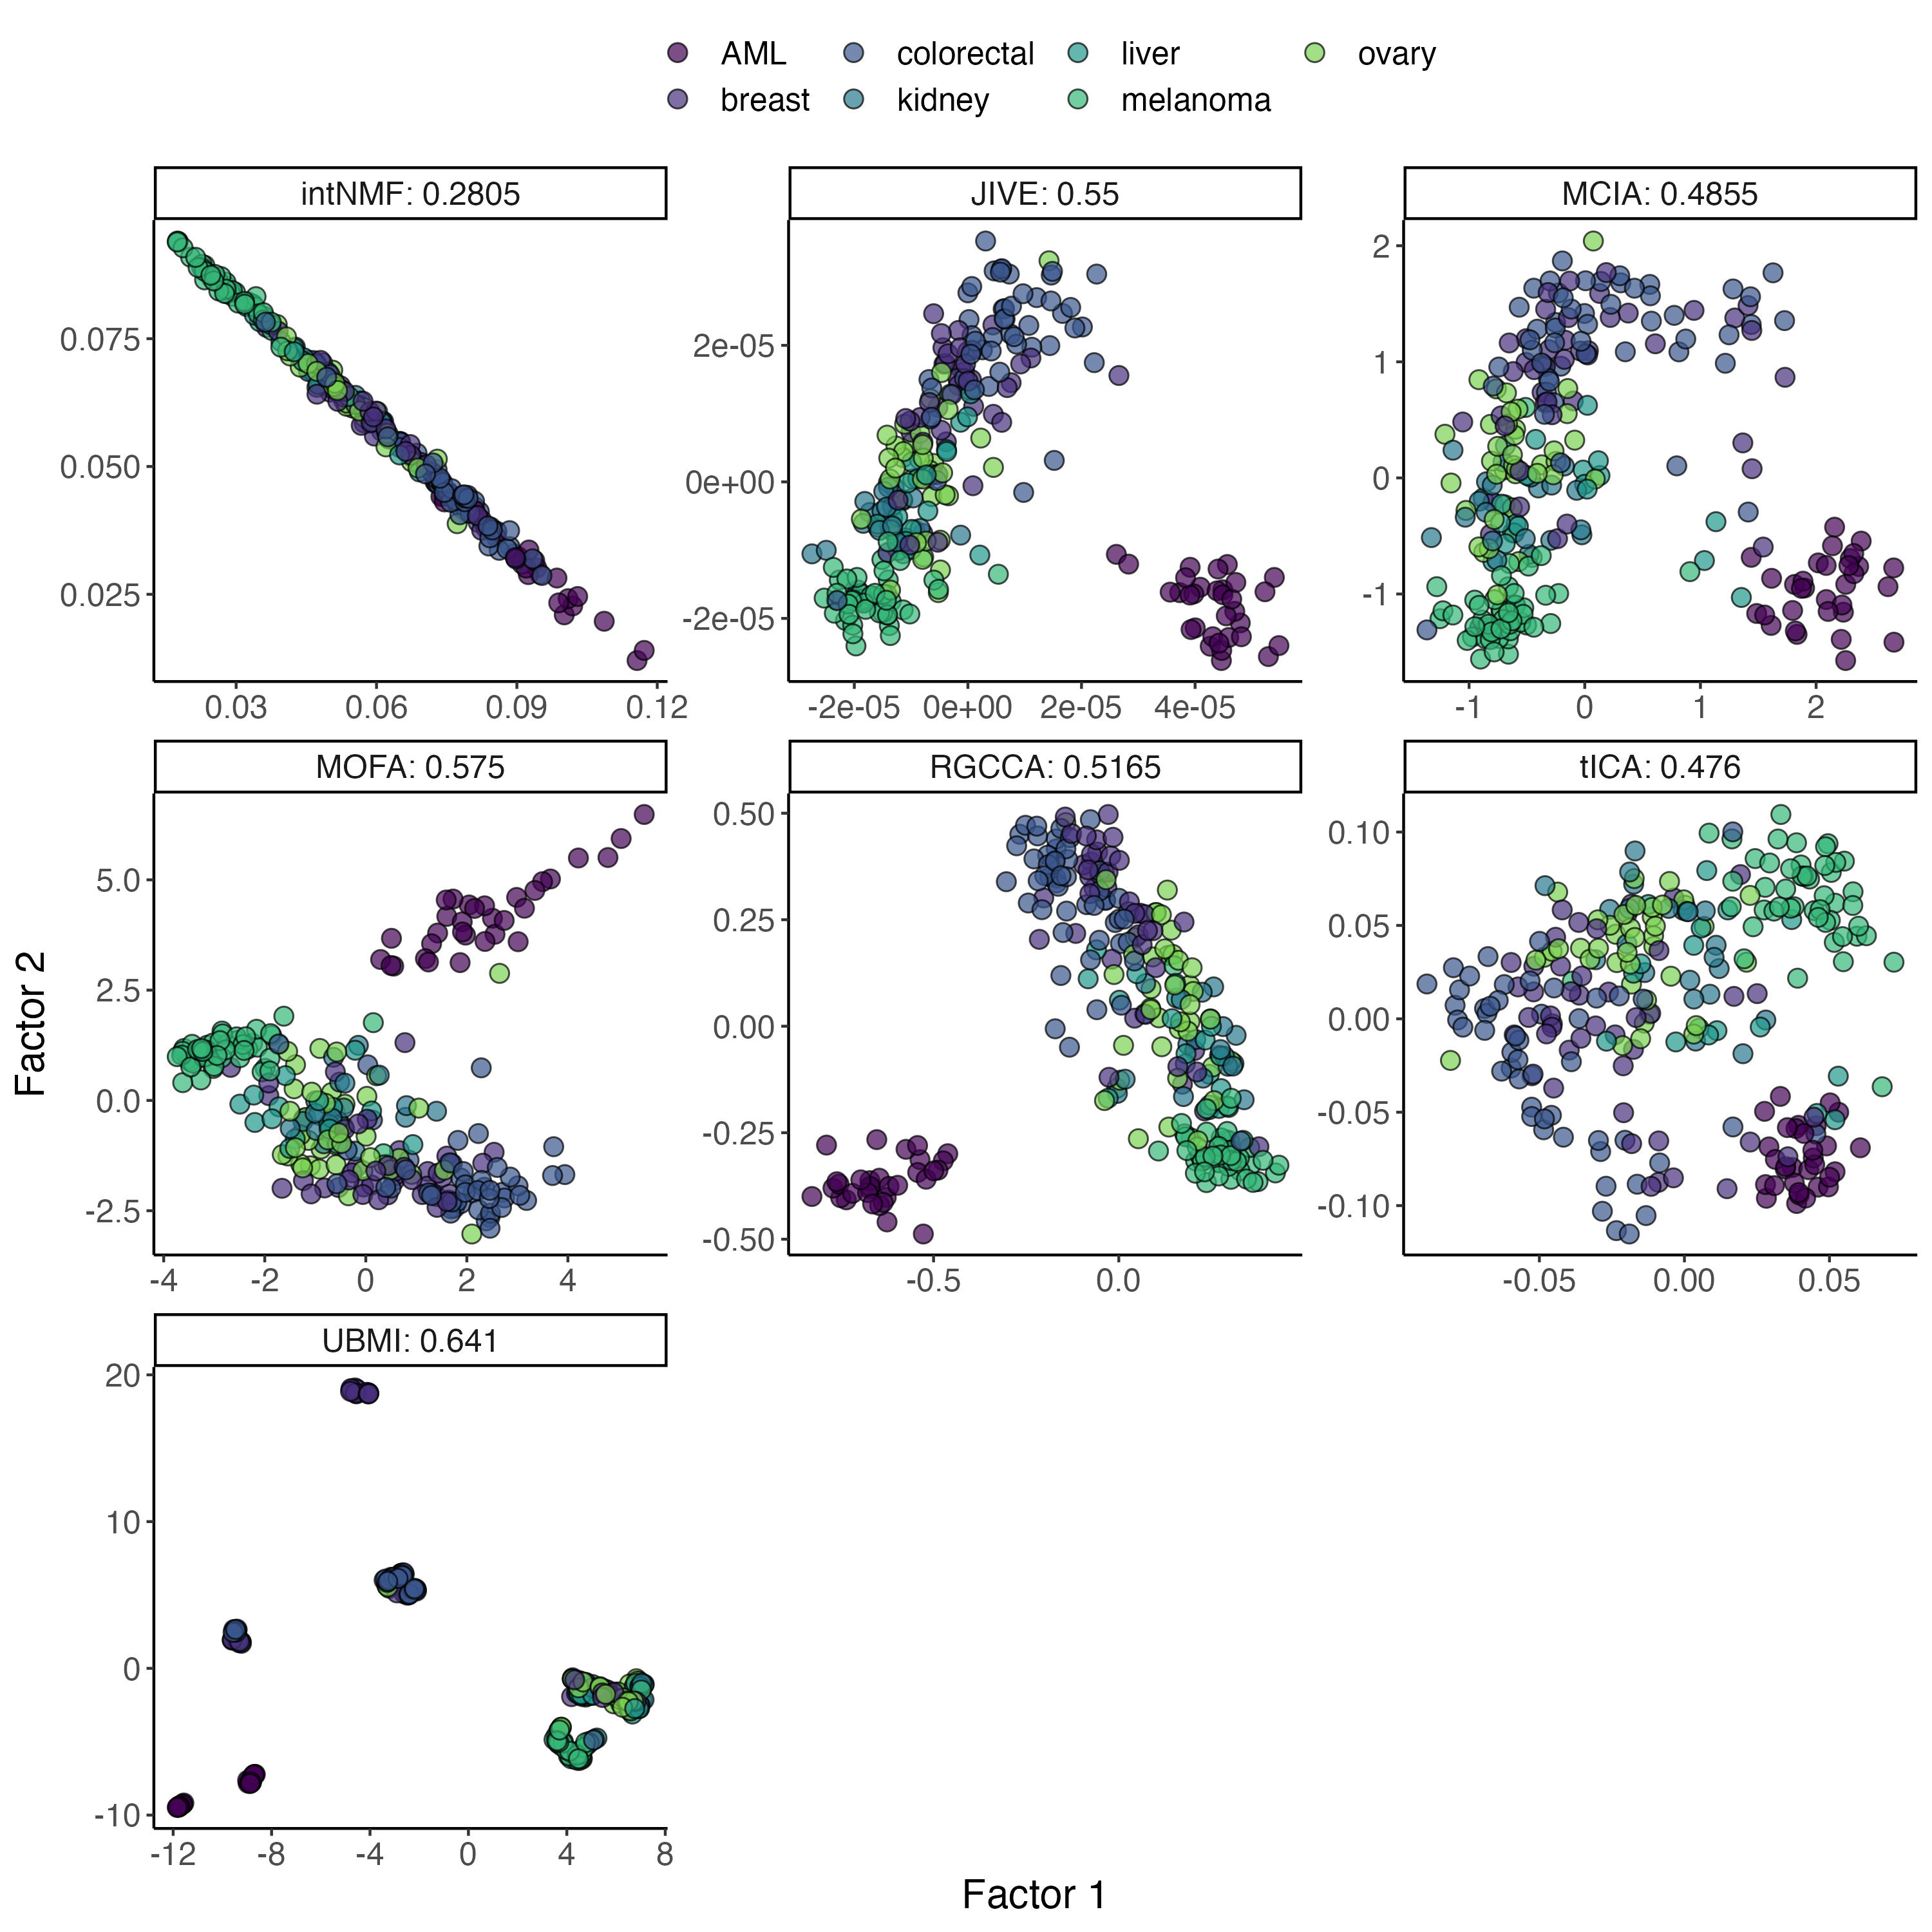 AML colorectal liver ovary
breast kidney melanoma
intNMF: 0.2805 JIVE: 0.55 MCIA: 0.4855
0.075
0.050
0.025
0.03 0.06 0.09 0.12
2e-05
0e+00
-2e-05
-2e-05 0e+00 2e-05 4e-05
2
1
0
-1
-1 0 1 2
MOFA: 0.575 RGCCA: 0.5165 tICA: 0.476
5.0
2.5
0.0
-2.5
-4 -2 0 2 4
0.50
0.25
0.00
-0.25
-0.50
-0.5 0.0
0.10
0.05
0.00
-0.05
-0.10
-0.05 0.00 0.05
UBMI: 0.641
20
10
0
-10
-12 -8 -4 0 4 8
Factor 2
Factor 1